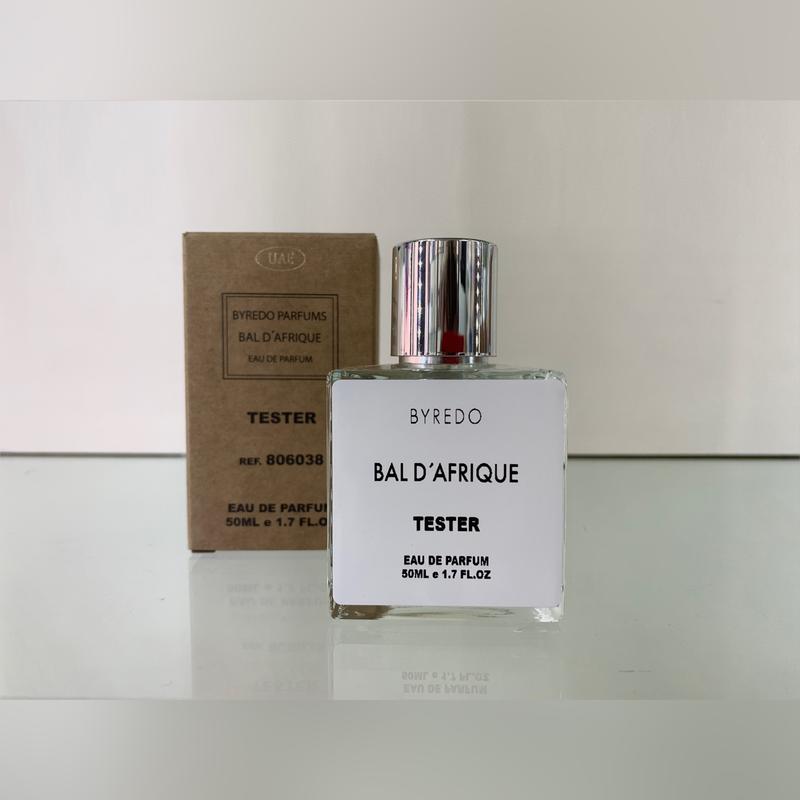 UAE
BYREDO PARFUMS
BAL D´AFRIQUE
EAU DE PARFUM
TESTER
REF. 806038
EAU DE PARFUM
50ML e 1.7 FL.O
BYREDO
BAL D´AFRIQUE
TESTER
EAU DE PARFUM
50ML e 1.7 FL.OZ